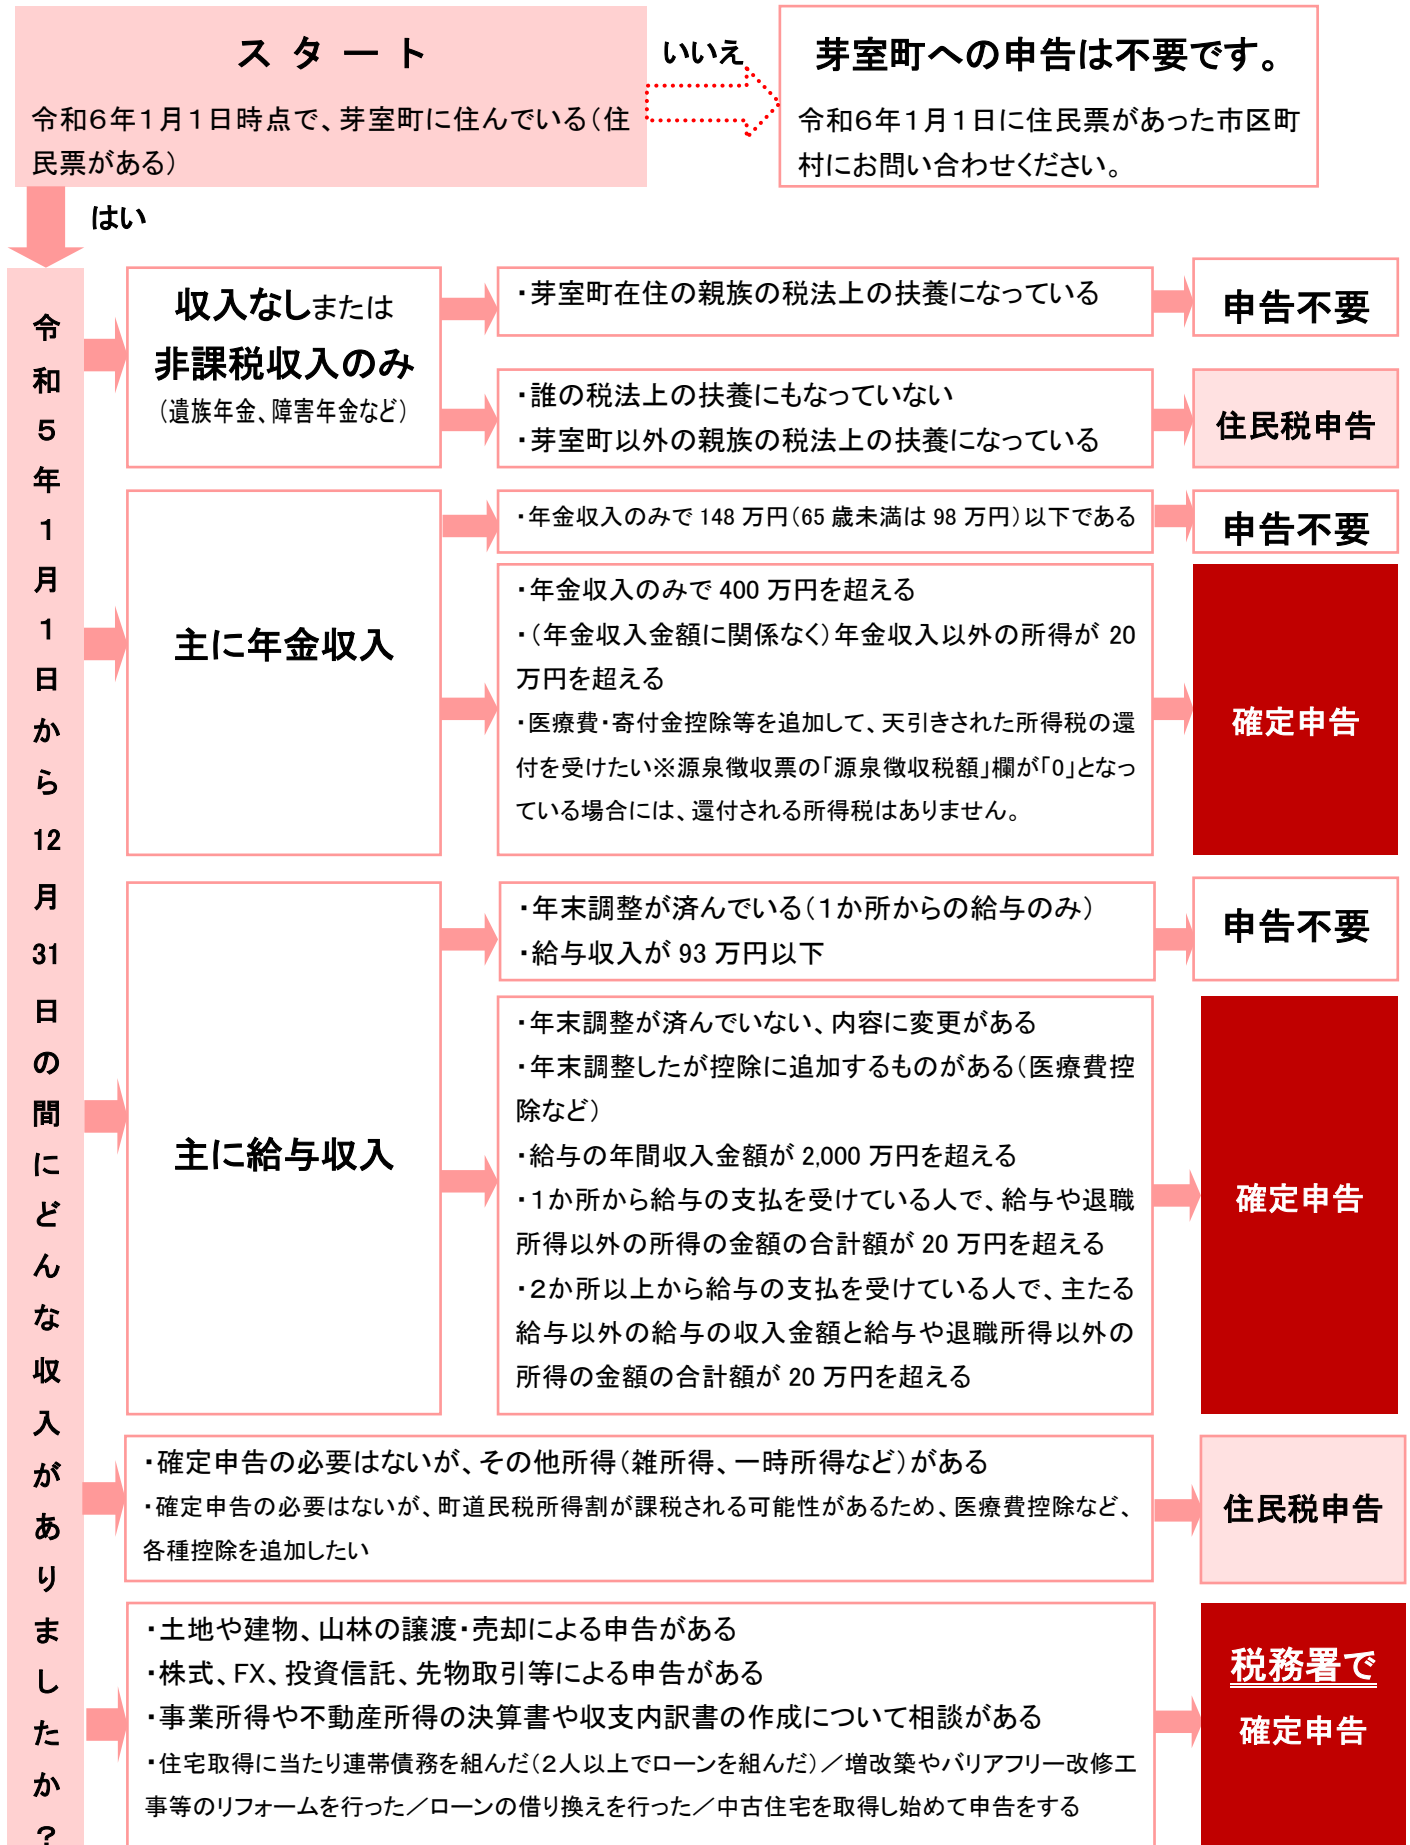 スタート
令和6年1月1日時点で、芽室町に住んでいる(住
民票がある)
いいえ
芽室町への申告は不要です。
令和6年1月1日に住民票があった市区町
村にお問い合わせください。
はい
令和5年1月1日から12月31日の間にどんな収入がありましたか?
収入なしまたは
非課税収入のみ
(遺族年金、障害年金など)
・芽室町在住の親族の税法上の扶養になっている
申告不要
・誰の税法上の扶養にもなっていない
・芽室町以外の親族の税法上の扶養になっている
住民税申告
主に年金収入
・年金収入のみで 148 万円(65 歳未満は 98 万円)以下である
申告不要
・年金収入のみで 400 万円を超える
・(年金収入金額に関係なく)年金収入以外の所得が 20
万円を超える
・医療費・寄付金控除等を追加して、天引きされた所得税の還
付を受けたい※源泉徴収票の「源泉徴収税額」欄が「0」となっ
ている場合には、還付される所得税はありません。
確定申告
主に給与収入
・年末調整が済んでいる(1か所からの給与のみ)
・給与収入が 93 万円以下
申告不要
・年末調整が済んでいない、内容に変更がある
・年末調整したが控除に追加するものがある(医療費控
除など)
・給与の年間収入金額が 2,000 万円を超える
・1か所から給与の支払を受けている人で、給与や退職
所得以外の所得の金額の合計額が 20 万円を超える
・2か所以上から給与の支払を受けている人で、主たる
給与以外の給与の収入金額と給与や退職所得以外の
所得の金額の合計額が 20 万円を超える
確定申告
・確定申告の必要はないが、その他所得(雑所得、一時所得など)がある
・確定申告の必要はないが、町道民税所得割が課税される可能性があるため、医療費控除など、
各種控除を追加したい
住民税申告
・土地や建物、山林の譲渡・売却による申告がある
・株式、FX、投資信託、先物取引等による申告がある
・事業所得や不動産所得の決算書や収支内訳書の作成について相談がある
・住宅取得に当たり連帯債務を組んだ(2人以上でローンを組んだ)/増改築やバリアフリー改修工
事等のリフォームを行った/ローンの借り換えを行った/中古住宅を取得し始めて申告をする
税務署で
確定申告